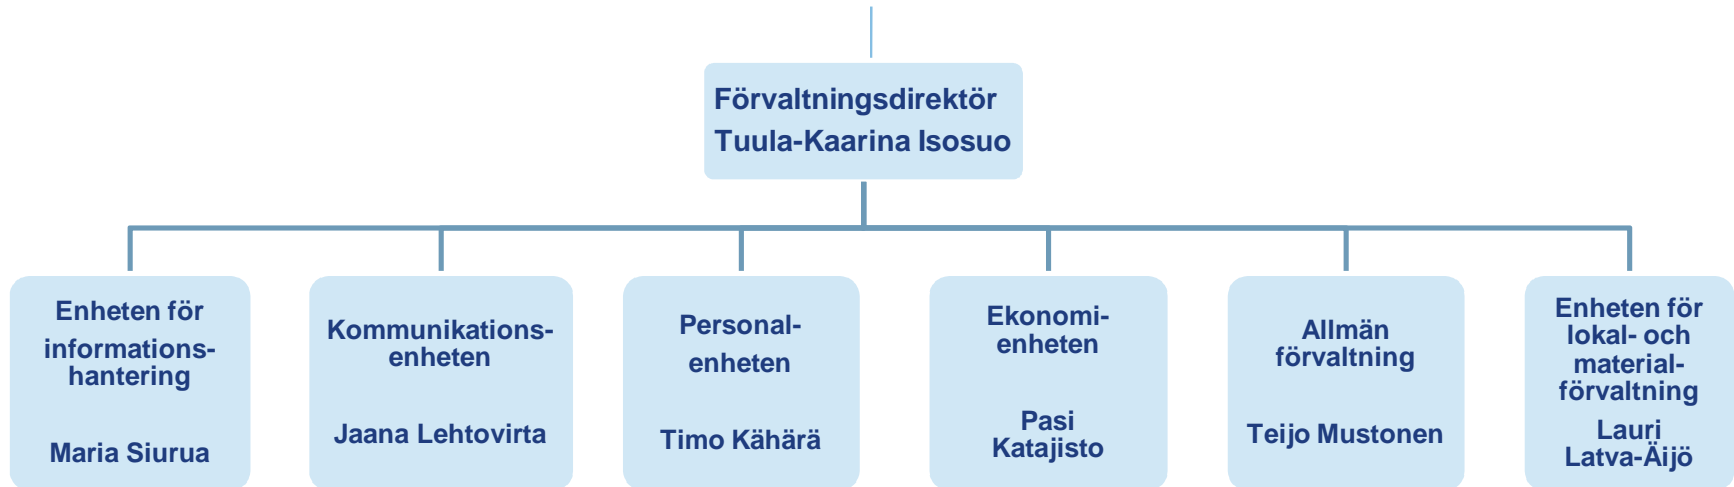 Förvaltningsdirektör
Tuula-Kaarina Isosuo
Enheten för
informations-
hantering
Maria Siurua
Kommunikations-
enheten
Jaana Lehtovirta
Personal-
enheten
Timo Kähärä
Ekonomi-
enheten
Pasi
Katajisto
Allmän
förvaltning
Teijo Mustonen
Enheten för
lokal- och
material-
förvaltning
Lauri
Latva-Äijö